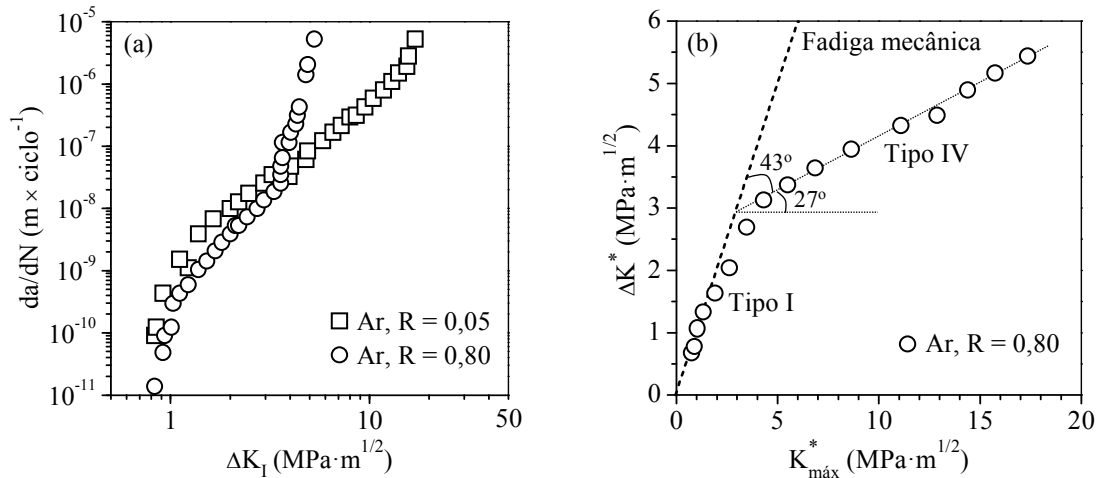 (a)
da/dN (m × ciclo⁻¹)
10⁻⁵
10⁻⁶
10⁻⁷
10⁻⁸
10⁻⁹
10⁻¹⁰
10⁻¹¹
Ar, R = 0,05
Ar, R = 0,80
1
10
50
ΔK_I (MPa·m^1/2)
(b)
ΔK* (MPa·m^1/2)
6
5
4
3
2
1
0
Fadiga mecânica
Tipo IV
43º
27º
Tipo I
Ar, R = 0,80
0
5
10
15
20
K*_máx (MPa·m^1/2)